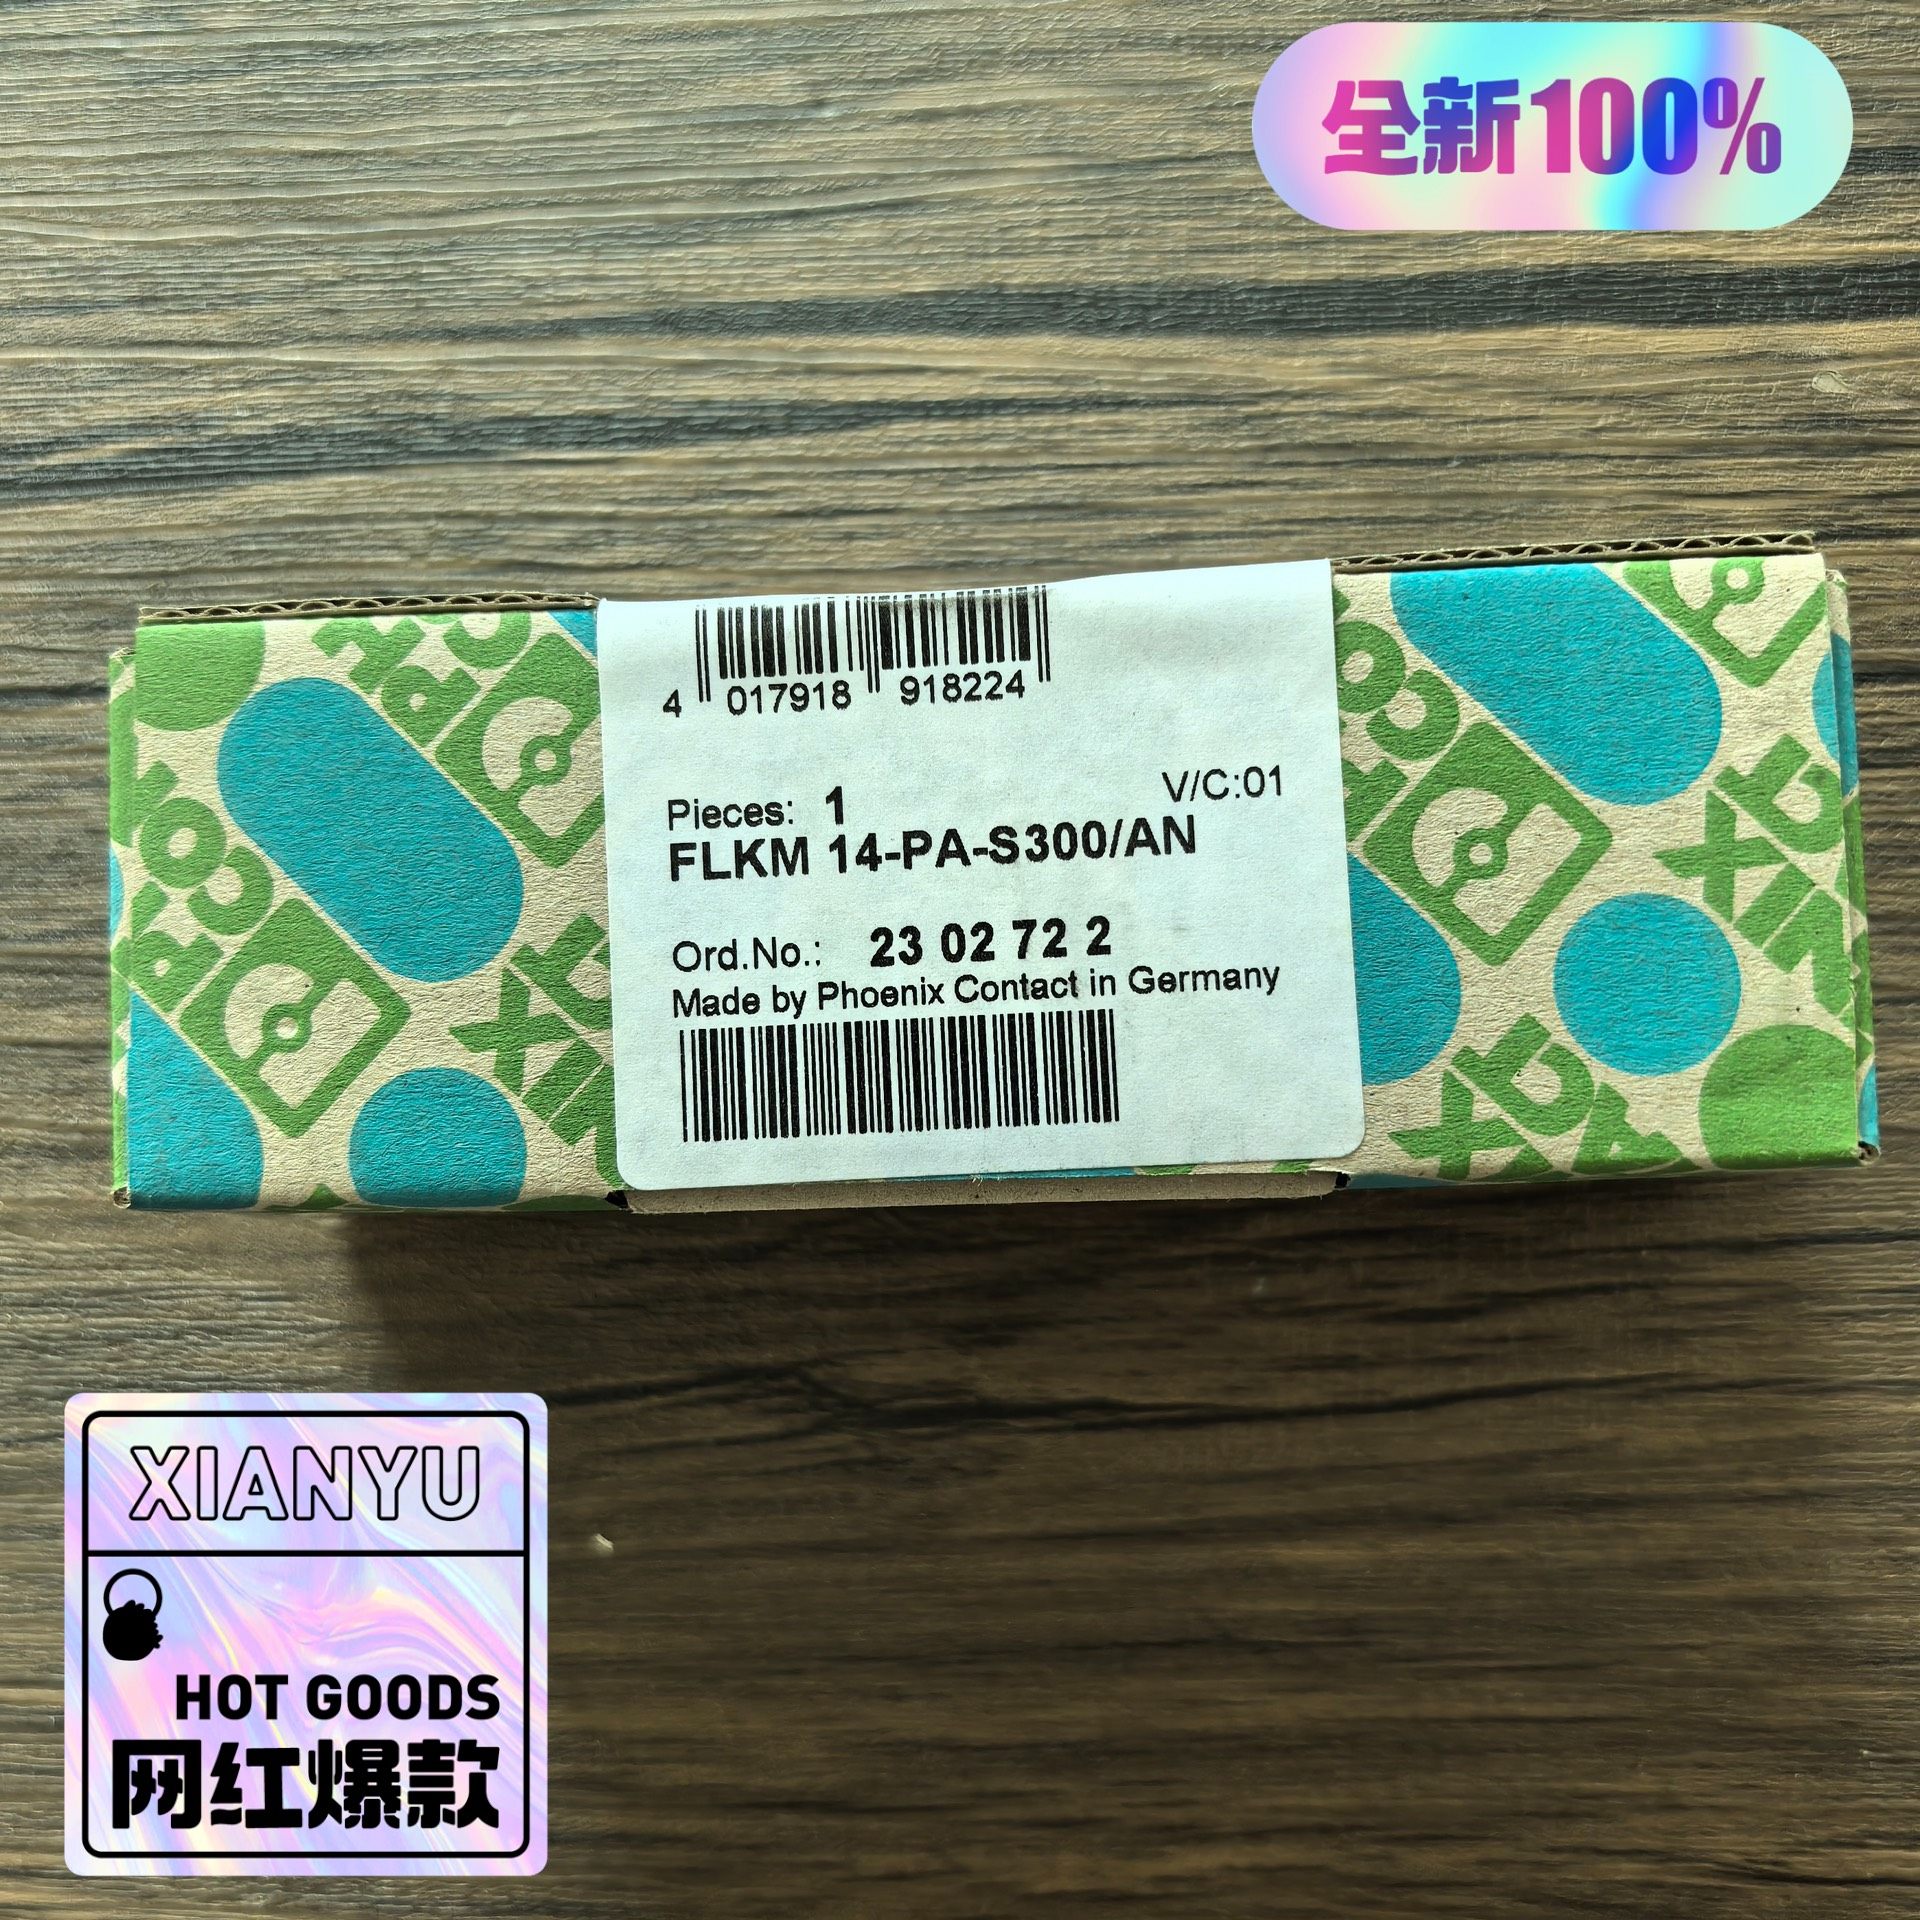 全新100%
4 017918 918224
Pieces: 1 V/C:01
FLKM 14-PA-S300/AN
Ord.No.: 23 02 72 2
Made by Phoenix Contact in Germany
XIANYU
HOT GOODS
网红爆款